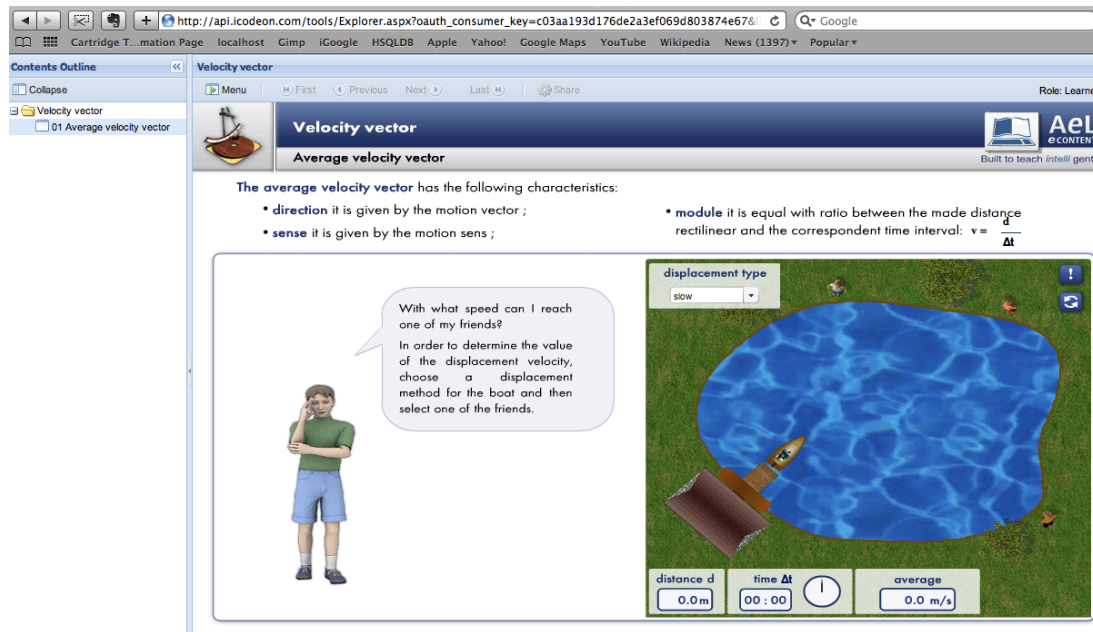 http://api.icodeon.com/tools/Explorer.aspx?oauth_consumer_key=c03aa193d176de2a3ef069d803874e67&
Google
Cartridge T...mation Page localhost Gimp iGoogle HSQLDB Apple Yahoo! Google Maps YouTube Wikipedia News (1397) Popular
Contents Outline
Velocity vector
Collapse
Menu First Previous Next Last Share
Role: Learne
Velocity vector
01 Average velocity vector
Velocity vector
AeL
eCONTENT
Average velocity vector
Built to teach intelli gent
The average velocity vector has the following characteristics:
• direction it is given by the motion vector ;
• sense it is given by the motion sens ;
• module it is equal with ratio between the made distance
rectilinear and the correspondent time interval: v = d
Δt
With what speed can I reach
one of my friends?
In order to determine the value
of the displacement velocity,
choose a displacement
method for the boat and then
select one of the friends.
displacement type
slow
!
distance d
0.0m
time Δt
00 : 00
average
0.0 m/s